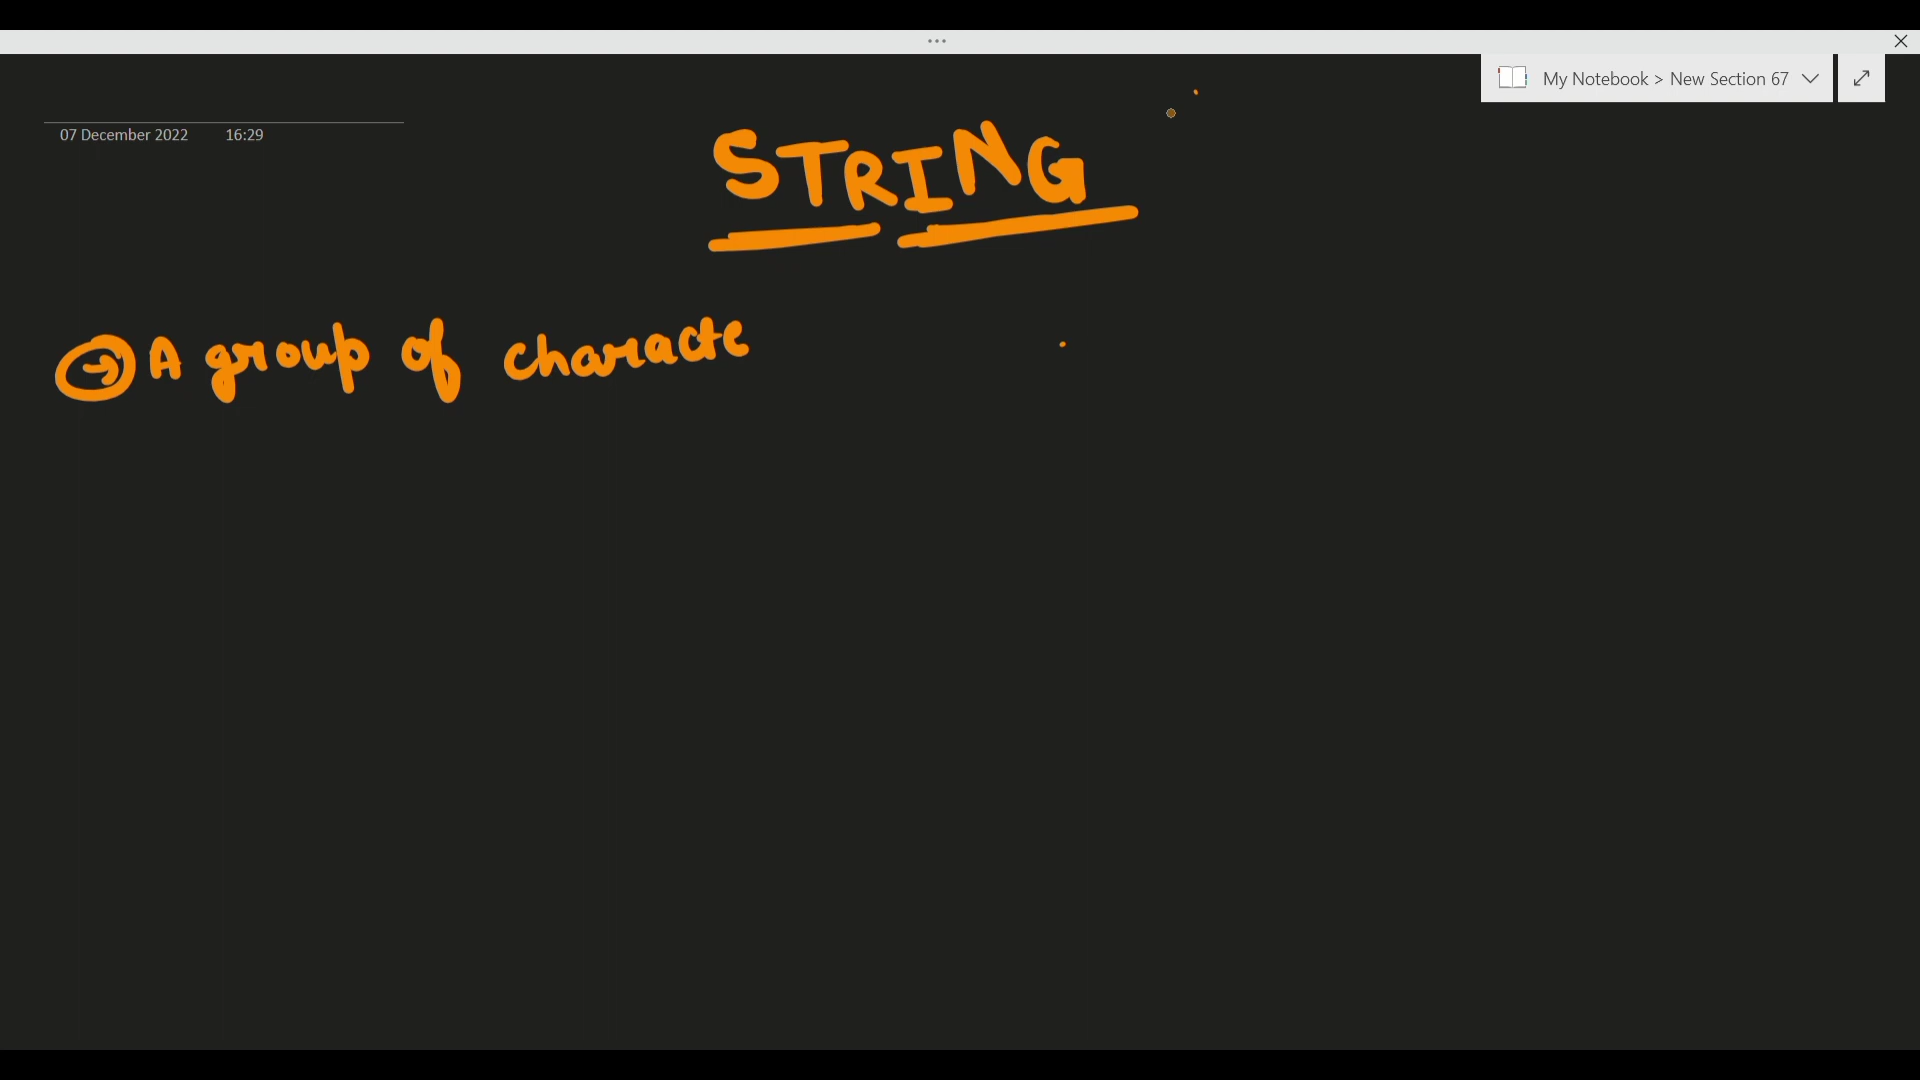 My Notebook > New Section 67
07 December 2022 16:29
STRING
→ A group of characte